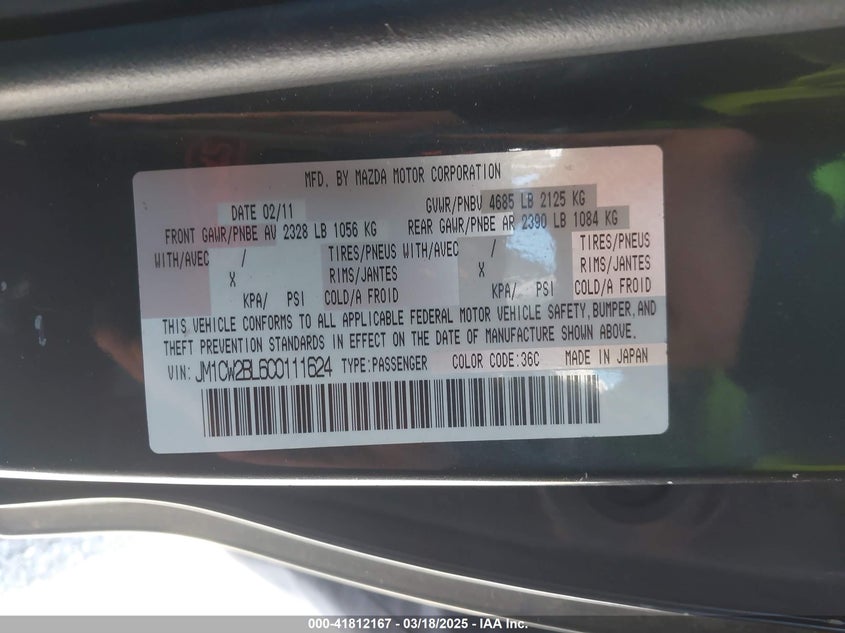 MFD. BY MAZDA MOTOR CORPORATION
DATE 02/11 GVWR/PNBV 4685 LB 2125 KG
FRONT GAWR/PNBE AV 2328 LB 1056 KG REAR GAWR/PNBE AR 2390 LB 1084 KG
WITH/AVEC / TIRES/PNEUS WITH/AVEC / TIRES/PNEUS
X RIMS/JANTES X RIMS/JANTES
KPA/ PSI COLD/A FROID KPA/ PSI COLD/A FROID
THIS VEHICLE CONFORMS TO ALL APPLICABLE FEDERAL MOTOR VEHICLE SAFETY, BUMPER, AND
THEFT PREVENTION STANDARDS IN EFFECT ON THE DATE OF MANUFACTURE SHOWN ABOVE.
VIN: JM1CW2BL6C0111624 TYPE:PASSENGER COLOR CODE:36C MADE IN JAPAN
000-41812167 - 03/18/2025 - IAA Inc.